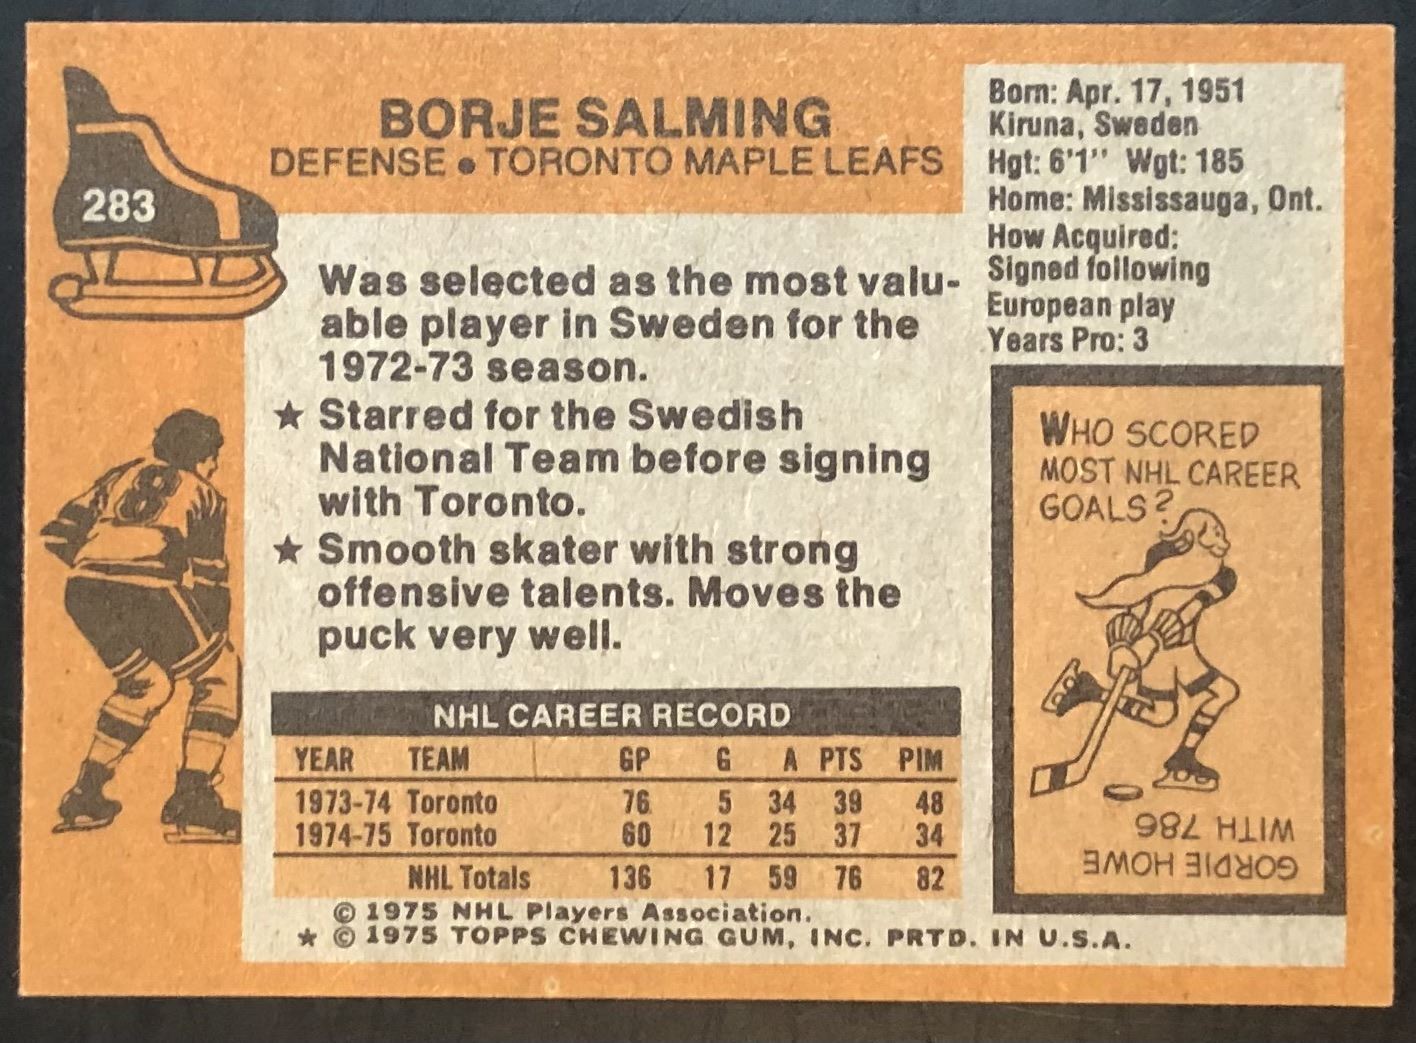 283
BORJE SALMING
DEFENSE • TORONTO MAPLE LEAFS
Born: Apr. 17, 1951
Kiruna, Sweden
Hgt: 6'1" Wgt: 185
Home: Mississauga, Ont.
How Acquired:
Signed following
European play
Years Pro: 3
Was selected as the most valu-
able player in Sweden for the
1972-73 season.
★ Starred for the Swedish
National Team before signing
with Toronto.
★ Smooth skater with strong
offensive talents. Moves the
puck very well.
8
NHL CAREER RECORD
YEAR TEAM GP G A PTS PIM
1973-74 Toronto 76 5 34 39 48
1974-75 Toronto 60 12 25 37 34
NHL Totals 136 17 59 76 82
© 1975 NHL Players Association.
★ © 1975 TOPPS CHEWING GUM, INC. PRTD. IN U.S.A.
WHO SCORED
MOST NHL CAREER
GOALS?
GORDIE HOWE
WITH 786